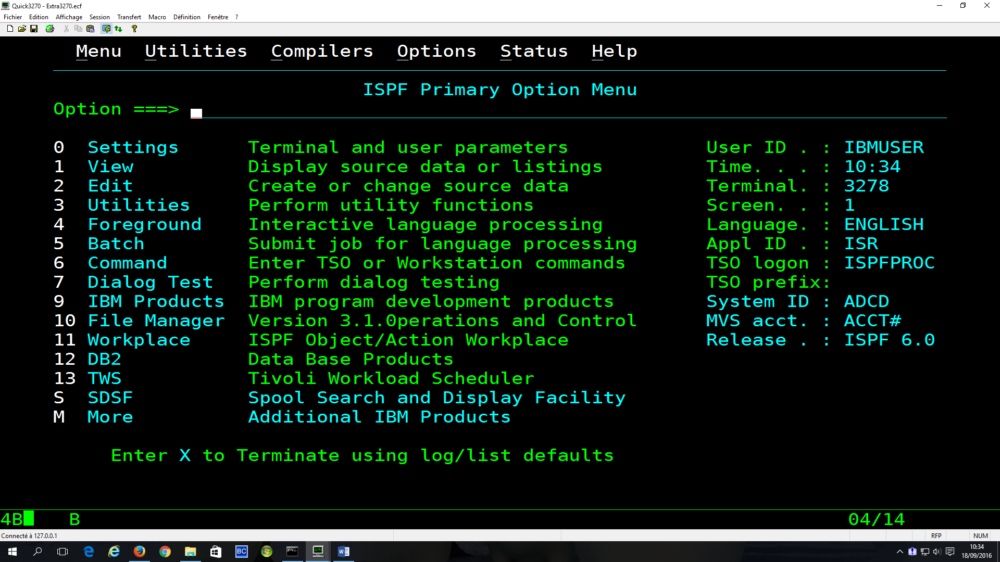 Quick3270 - Extra3270.ecf
Fichier Edition Affichage Session Transfert Macro Définition Fenêtre ?
Menu Utilities Compilers Options Status Help
ISPF Primary Option Menu
Option ===>
0 Settings Terminal and user parameters User ID . : IBMUSER
1 View Display source data or listings Time. . . : 10:34
2 Edit Create or change source data Terminal. : 3278
3 Utilities Perform utility functions Screen. . : 1
4 Foreground Interactive language processing Language. : ENGLISH
5 Batch Submit job for language processing Appl ID . : ISR
6 Command Enter TSO or Workstation commands TSO logon : ISPFPROC
7 Dialog Test Perform dialog testing TSO prefix:
9 IBM Products IBM program development products System ID : ADCD
10 File Manager Version 3.1.0perations and Control MVS acct. : ACCT#
11 Workplace ISPF Object/Action Workplace Release . : ISPF 6.0
12 DB2 Data Base Products
13 TWS Tivoli Workload Scheduler
S SDSF Spool Search and Display Facility
M More Additional IBM Products
Enter X to Terminate using log/list defaults
4B B 04/14
Connecté à 127.0.0.1 RFP NUM
BC 3270 10:34
18/09/2016